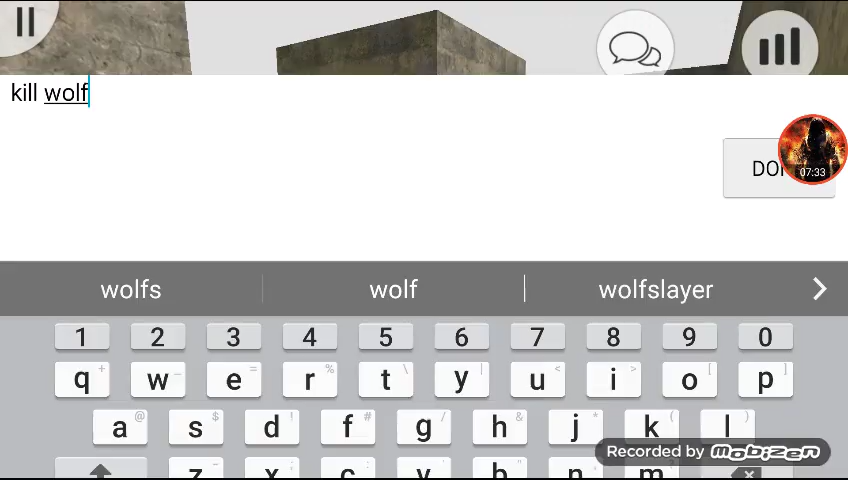 kill wolf
DO
07:33
wolfs wolf wolfslayer
1 2 3 4 5 6 7 8 9 0
q + w _ e = r % t \ y | u < i > o [ p ]
a @ s $ d ! f # g / h & j * k ( l )
z x c v b n m
Recorded by mobizen